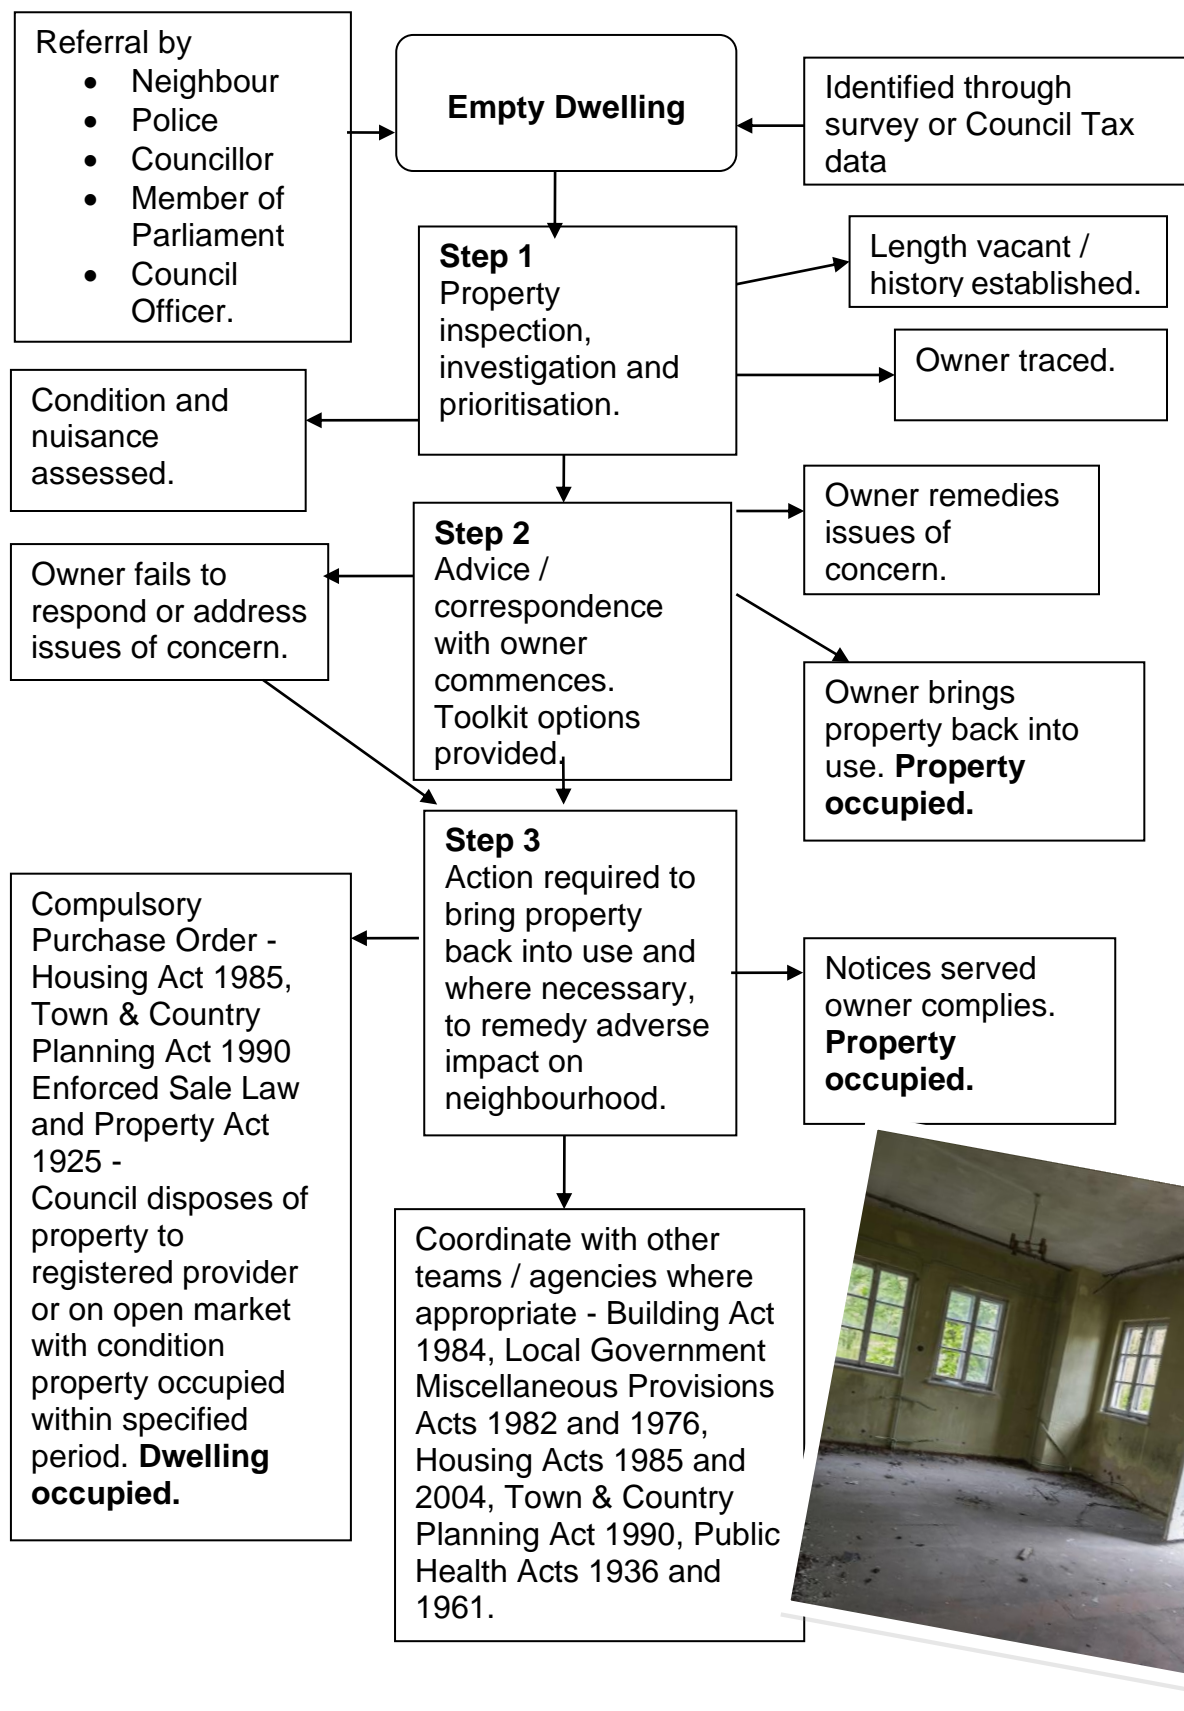 Referral by
• Neighbour
• Police
• Councillor
• Member of
Parliament
• Council
Officer.
Empty Dwelling
Identified through
survey or Council Tax
data
Step 1
Property
inspection,
investigation and
prioritisation.
Length vacant /
history established.
Owner traced.
Condition and
nuisance
assessed.
Step 2
Advice /
correspondence
with owner
commences.
Toolkit options
provided.
Owner remedies
issues of
concern.
Owner fails to
respond or address
issues of concern.
Owner brings
property back into
use. Property
occupied.
Step 3
Action required to
bring property
back into use and
where necessary,
to remedy adverse
impact on
neighbourhood.
Compulsory
Purchase Order -
Housing Act 1985,
Town & Country
Planning Act 1990
Enforced Sale Law
and Property Act
1925 -
Council disposes of
property to
registered provider
or on open market
with condition
property occupied
within specified
period. Dwelling
occupied.
Notices served
owner complies.
Property
occupied.
Coordinate with other
teams / agencies where
appropriate - Building Act
1984, Local Government
Miscellaneous Provisions
Acts 1982 and 1976,
Housing Acts 1985 and
2004, Town & Country
Planning Act 1990, Public
Health Acts 1936 and
1961.